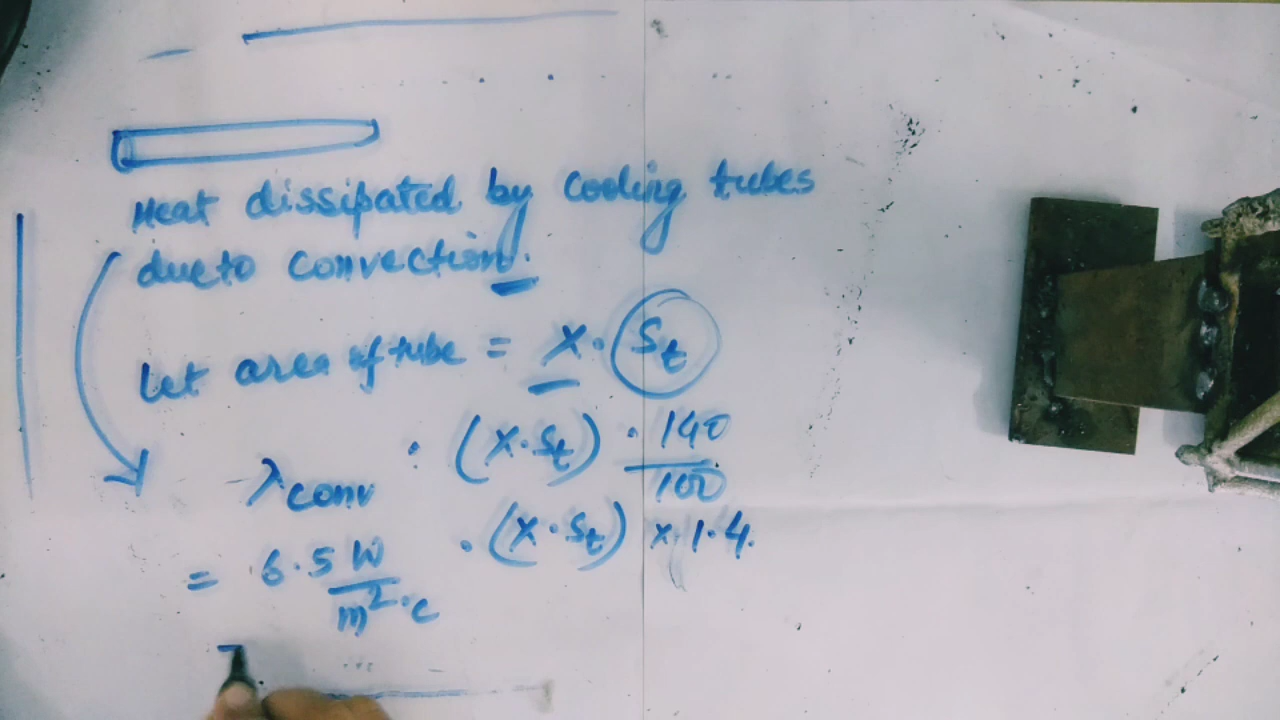 Heat dissipated by cooling tubes
due to convection.
Let area of tube = X · St
λconv · (X · St) · 140/100
= 6.5 W/m²·c · (X · St) x 1.4.